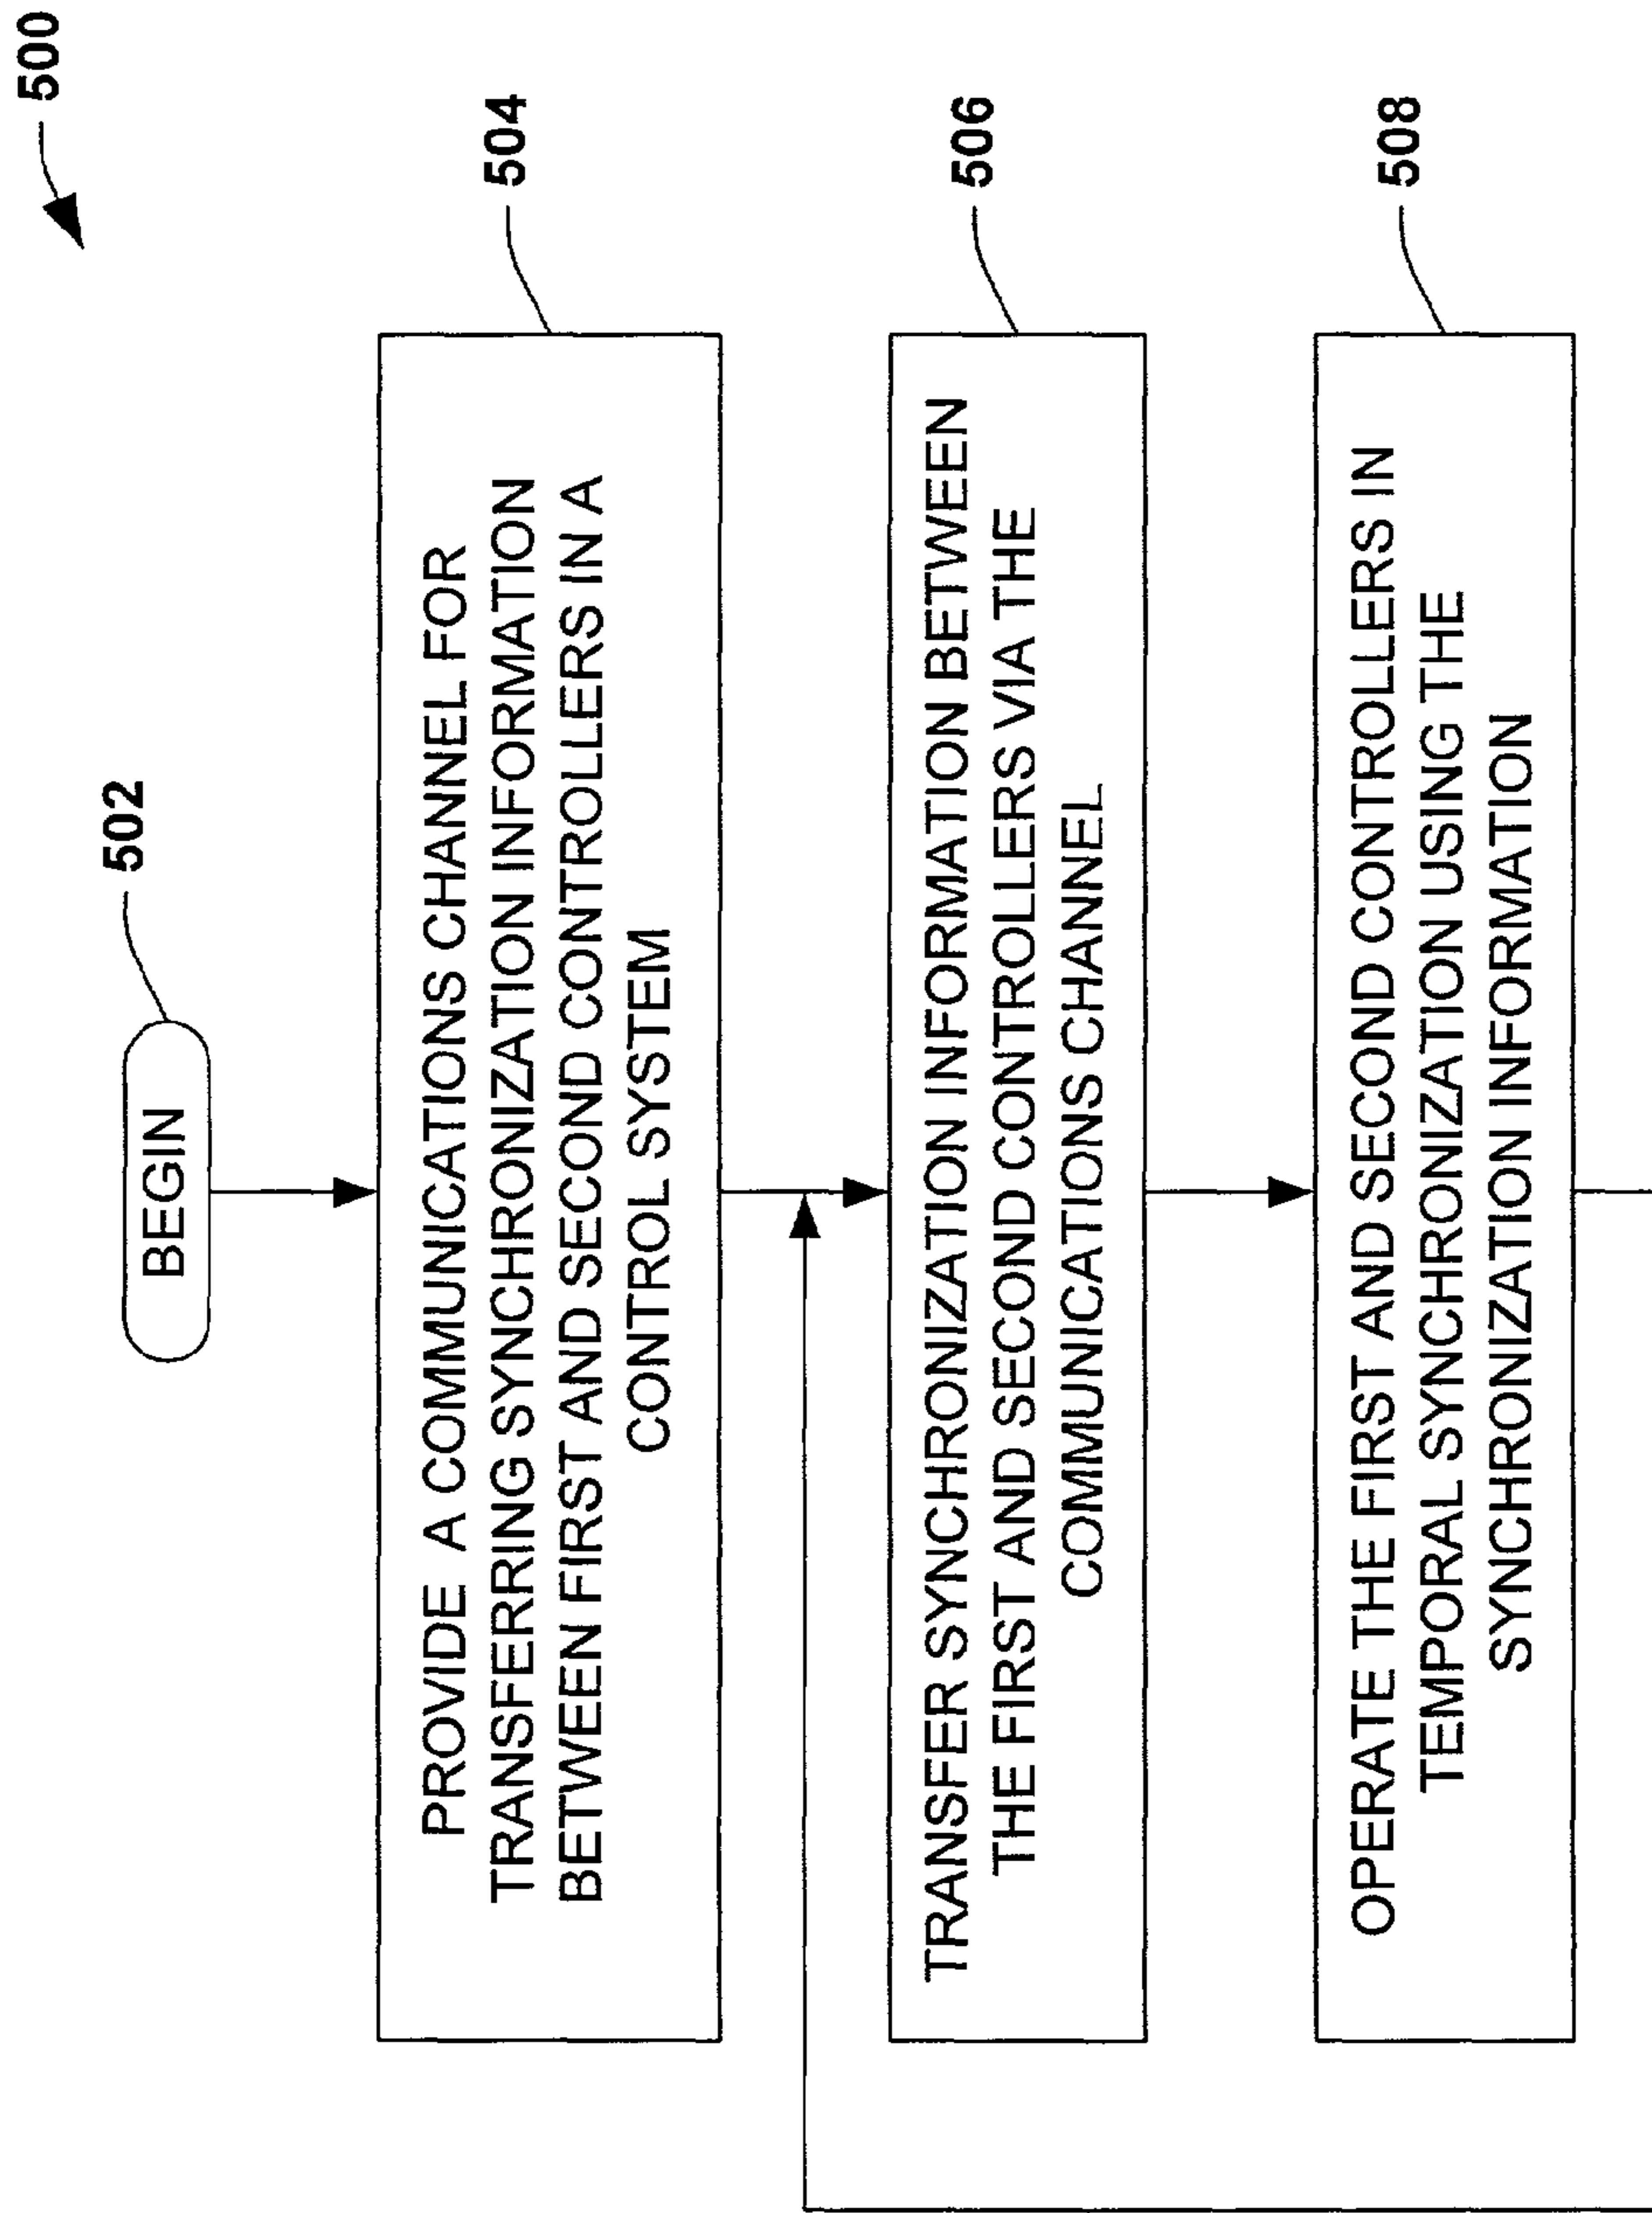 500
502
BEGIN
504
PROVIDE A COMMUNICATIONS CHANNEL FOR
TRANSFERRING SYNCHRONIZATION INFORMATION
BETWEEN FIRST AND SECOND CONTROLLERS IN A
CONTROL SYSTEM
506
TRANSFER SYNCHRONIZATION INFORMATION BETWEEN
THE FIRST AND SECOND CONTROLLERS VIA THE
COMMUNICATIONS CHANNEL
508
OPERATE THE FIRST AND SECOND CONTROLLERS IN
TEMPORAL SYNCHRONIZATION USING THE
SYNCHRONIZATION INFORMATION